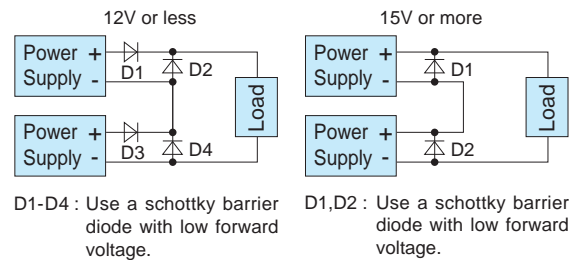 12V or less
Power +
Supply -
D1
D2
Power +
Supply -
D3
D4
Load
D1-D4 : Use a schottky barrier
diode with low forward
voltage.
15V or more
Power +
Supply -
D1
Power +
Supply -
D2
Load
D1,D2 : Use a schottky barrier
diode with low forward
voltage.